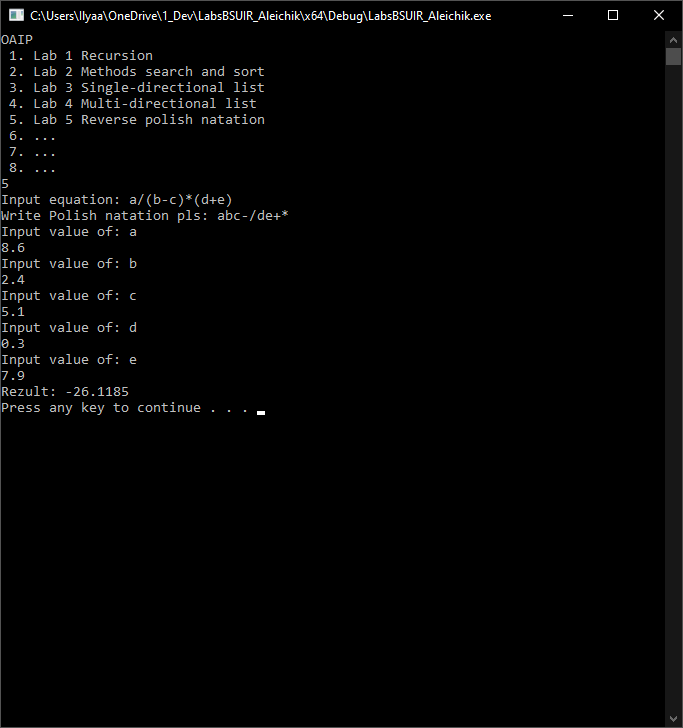 C:\Users\Ilyaa\OneDrive\1_Dev\LabsBSUIR_Aleichik\x64\Debug\LabsBSUIR_Aleichik.exe
OAIP
 1. Lab 1 Recursion
 2. Lab 2 Methods search and sort
 3. Lab 3 Single-directional list
 4. Lab 4 Multi-directional list
 5. Lab 5 Reverse polish natation
 6. ...
 7. ...
 8. ...
5
Input equation: a/(b-c)*(d+e)
Write Polish natation pls: abc-/de+*
Input value of: a
8.6
Input value of: b
2.4
Input value of: c
5.1
Input value of: d
0.3
Input value of: e
7.9
Rezult: -26.1185
Press any key to continue . . .